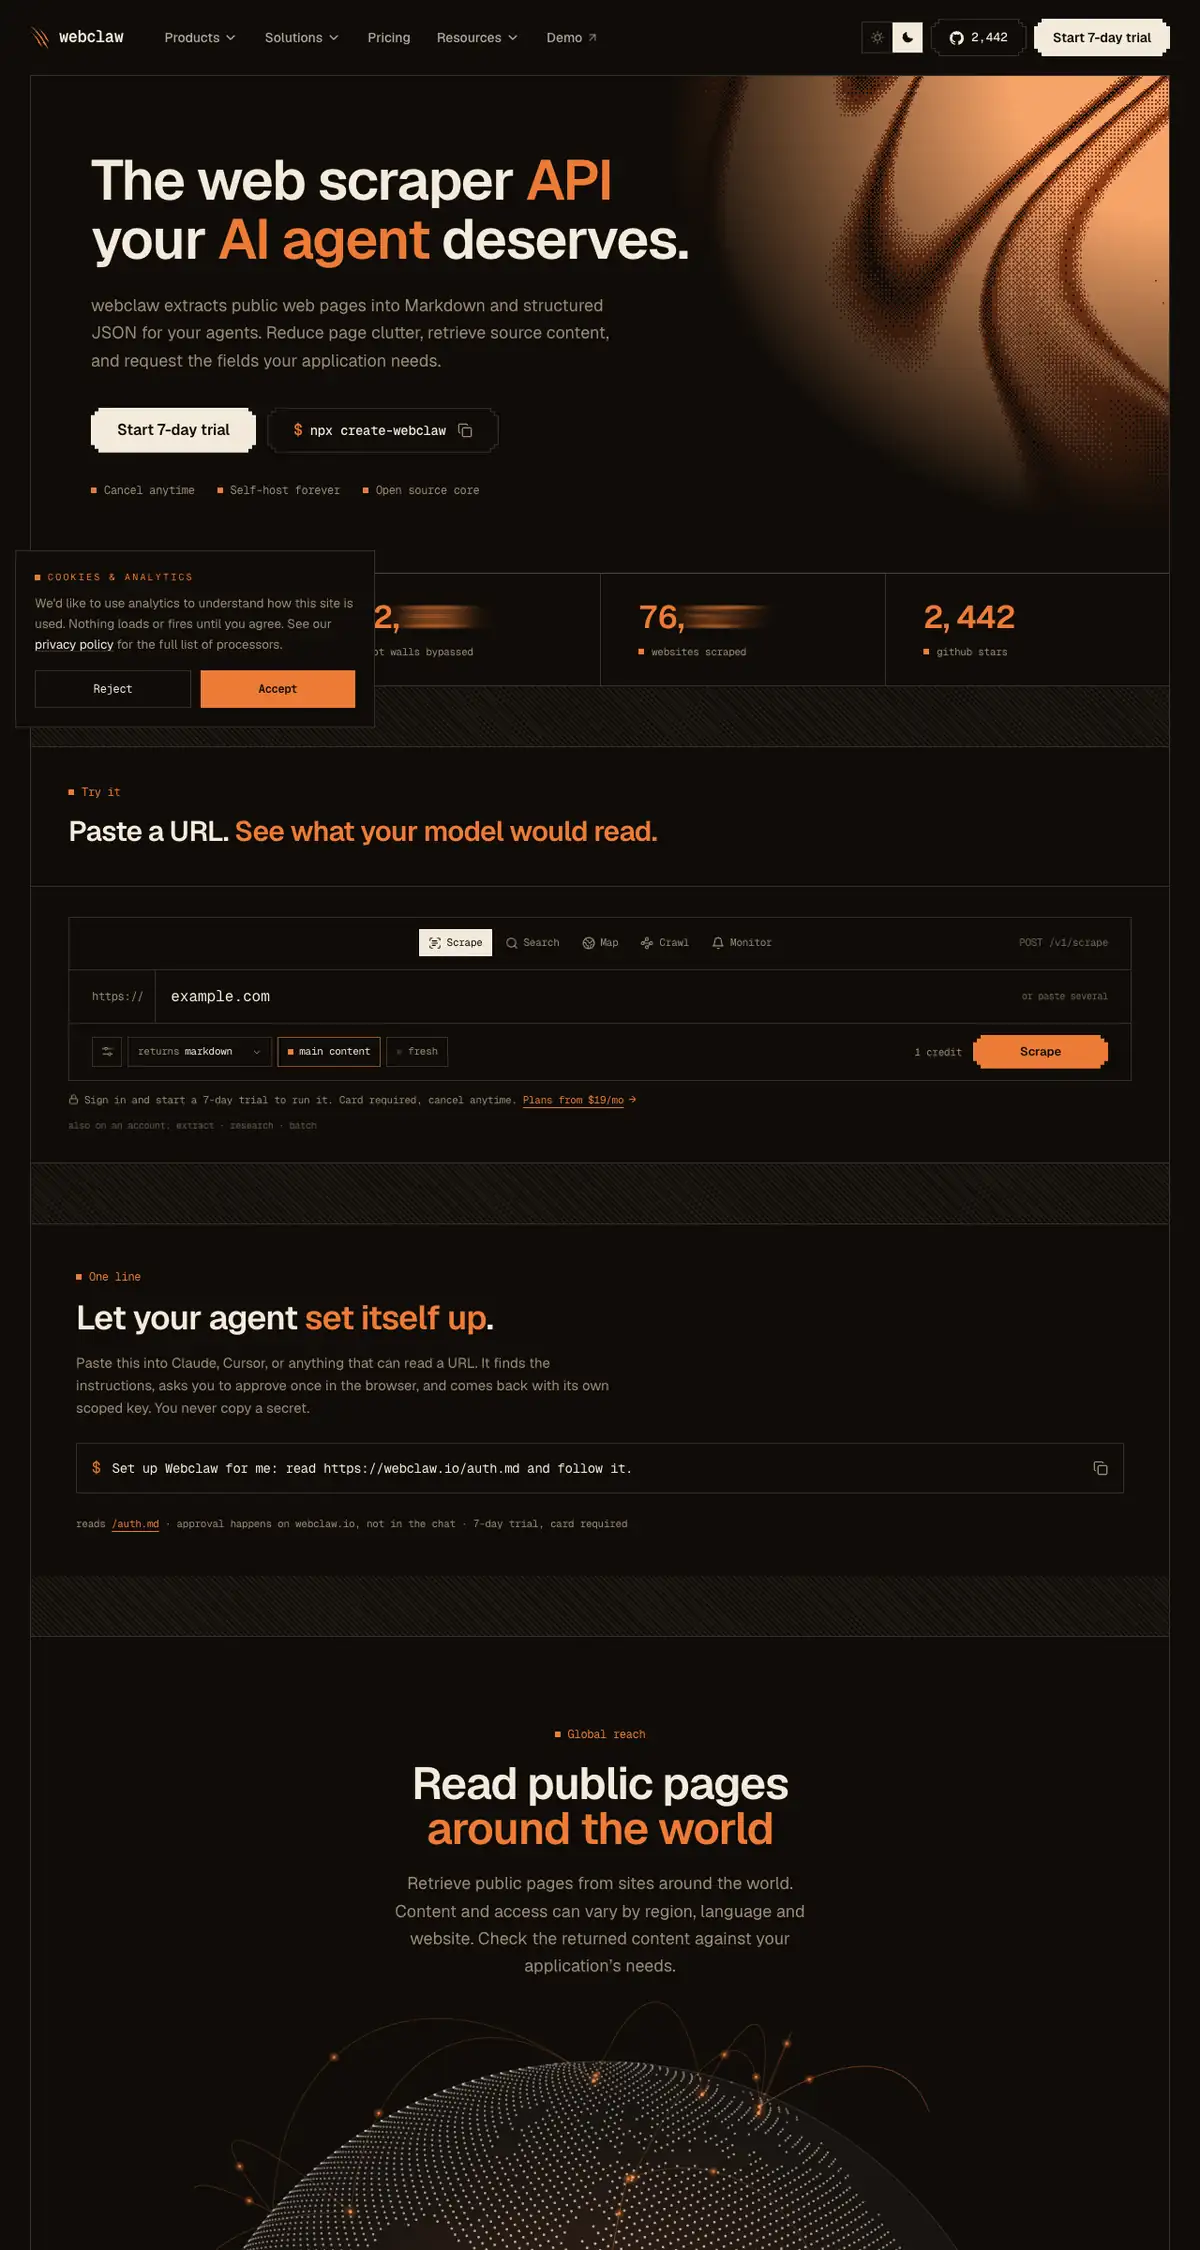 webclaw
Products
Solutions
Pricing
Resources
Demo
2,442
Start 7-day trial
The web scraper API
your AI agent deserves.
webclaw extracts public web pages into Markdown and structured
JSON for your agents. Reduce page clutter, retrieve source content,
and request the fields your application needs.
Start 7-day trial
$ npx create-webclaw
Cancel anytime
Self-host forever
Open source core
COOKIES & ANALYTICS
We'd like to use analytics to understand how this site is
used. Nothing loads or fires until you agree. See our
privacy policy for the full list of processors.
Reject
Accept
2,
walls bypassed
76,
websites scraped
2,442
github stars
Try it
Paste a URL. See what your model would read.
Scrape
Search
Map
Crawl
Monitor
POST /v1/scrape
https://
example.com
or paste several
returns markdown
main content
fresh
1 credit
Scrape
Sign in and start a 7-day trial to run it. Card required, cancel anytime. Plans from $19/mo →
also on an account: extract · research · batch
One line
Let your agent set itself up.
Paste this into Claude, Cursor, or anything that can read a URL. It finds the
instructions, asks you to approve once in the browser, and comes back with its own
scoped key. You never copy a secret.
$ Set up Webclaw for me: read https://webclaw.io/auth.md and follow it.
reads /auth.md · approval happens on webclaw.io, not in the chat · 7-day trial, card required
Global reach
Read public pages
around the world
Retrieve public pages from sites around the world.
Content and access can vary by region, language and
website. Check the returned content against your
application's needs.